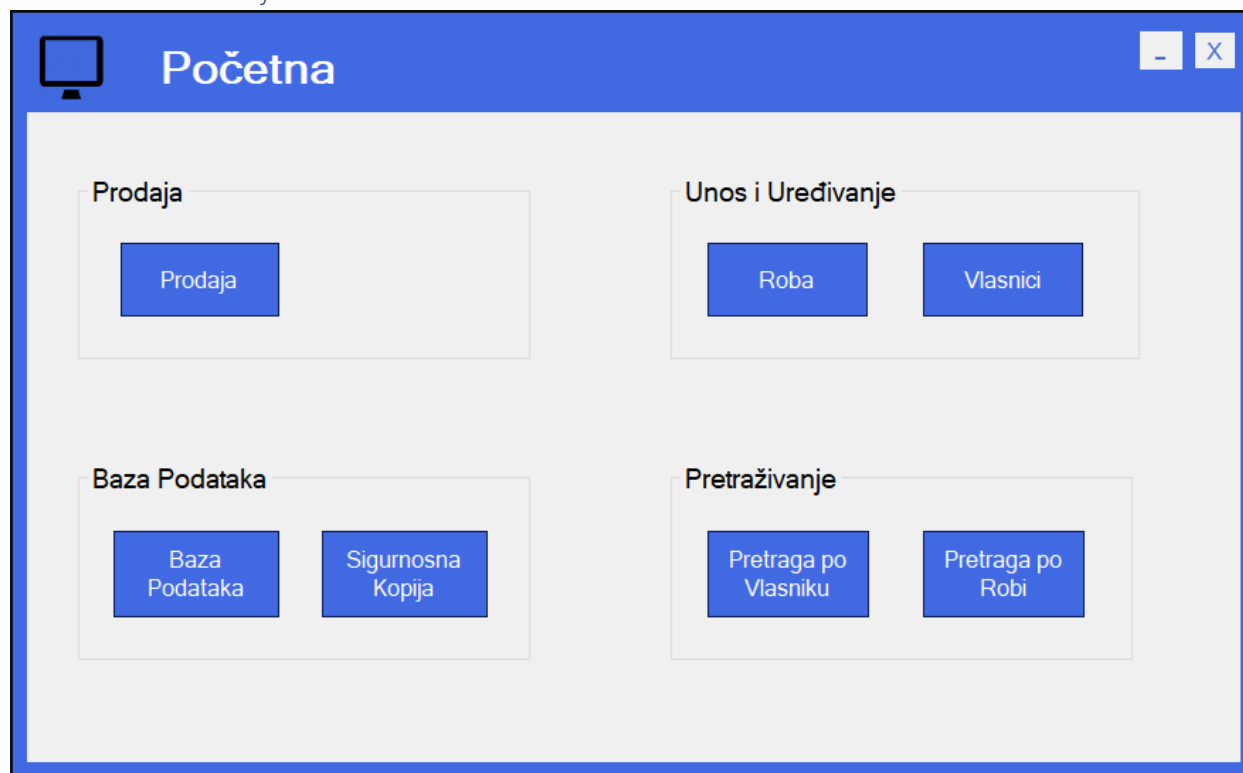 Početna
- X
Prodaja
Prodaja
Unos i Uređivanje
Roba
Vlasnici
Baza Podataka
Baza
Podataka
Sigurnosna
Kopija
Pretraživanje
Pretraga po
Vlasniku
Pretraga po
Robi